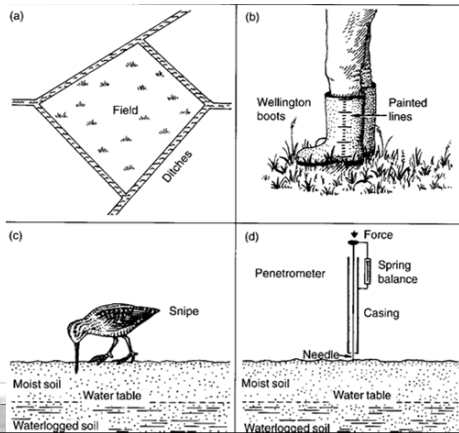 (a)
Field
Ditches
(b)
Wellington
boots
Painted
lines
(c)
Snipe
Moist soil
Water table
Waterlogged soil
(d)
Force
Penetrometer
Spring
balance
Casing
Needle
Moist soil
Water table
Waterlogged soil